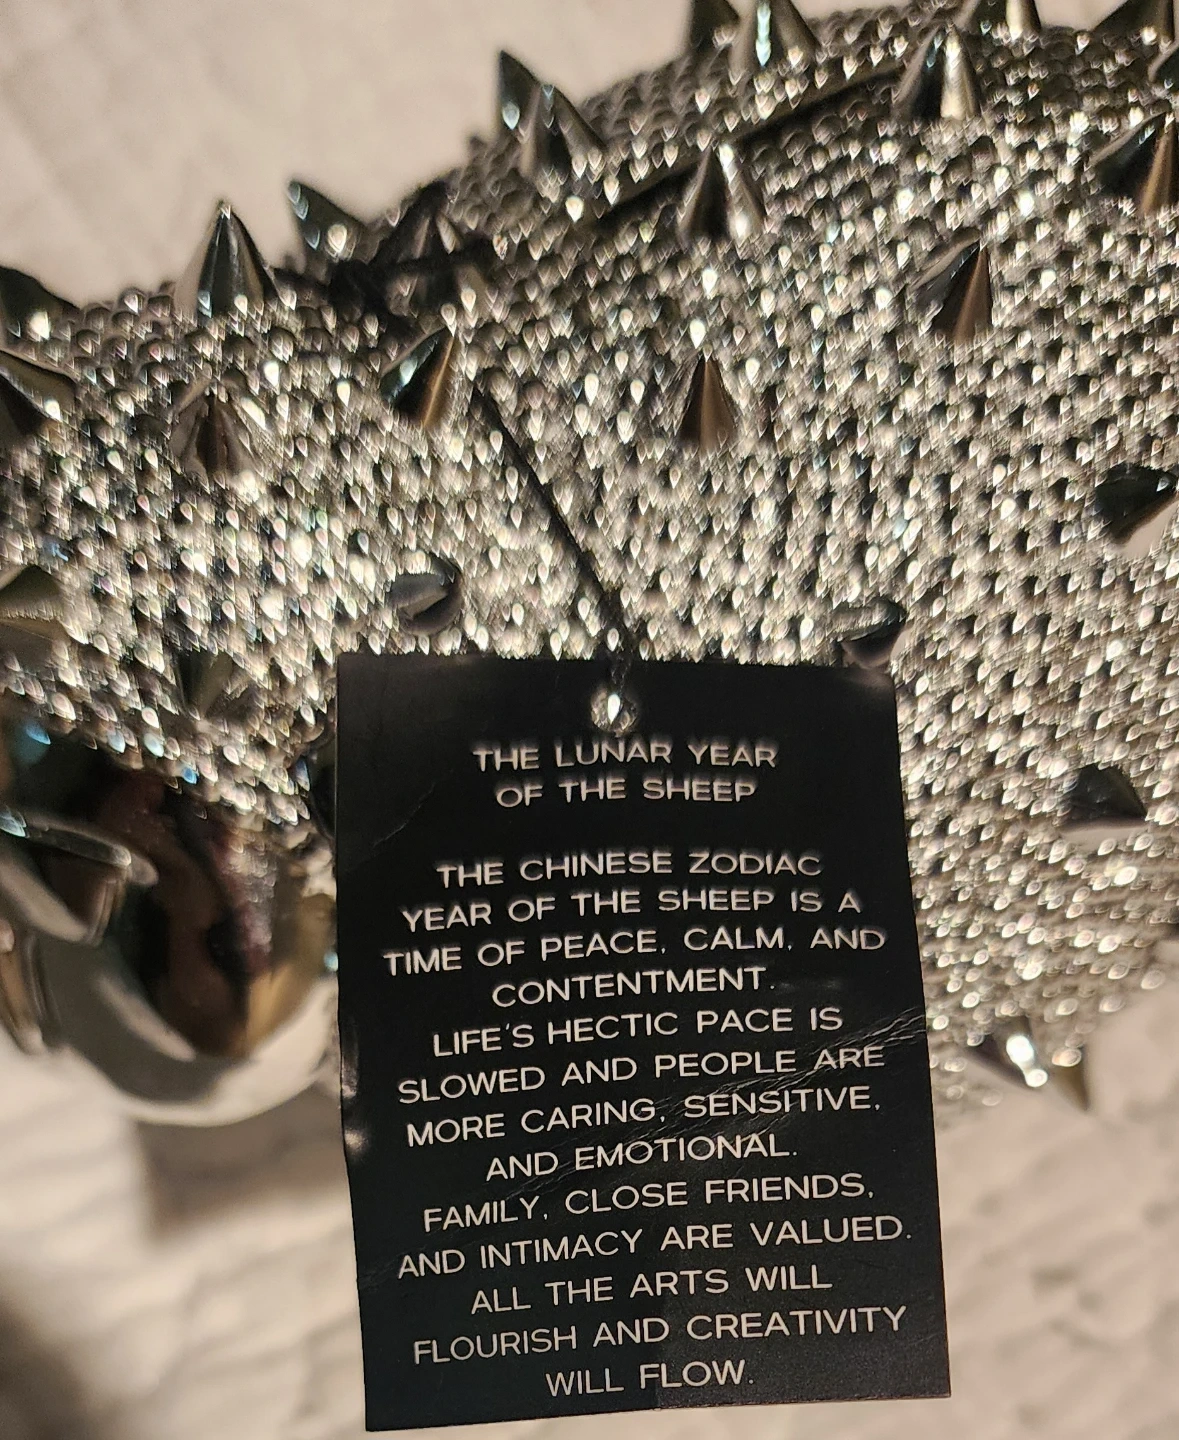 THE LUNAR YEAR
OF THE SHEEP
THE CHINESE ZODIAC
YEAR OF THE SHEEP IS A
TIME OF PEACE, CALM, AND
CONTENTMENT.
LIFE'S HECTIC PACE IS
SLOWED AND PEOPLE ARE
MORE CARING, SENSITIVE,
AND EMOTIONAL.
FAMILY, CLOSE FRIENDS,
AND INTIMACY ARE VALUED.
ALL THE ARTS WILL
FLOURISH AND CREATIVITY
WILL FLOW.